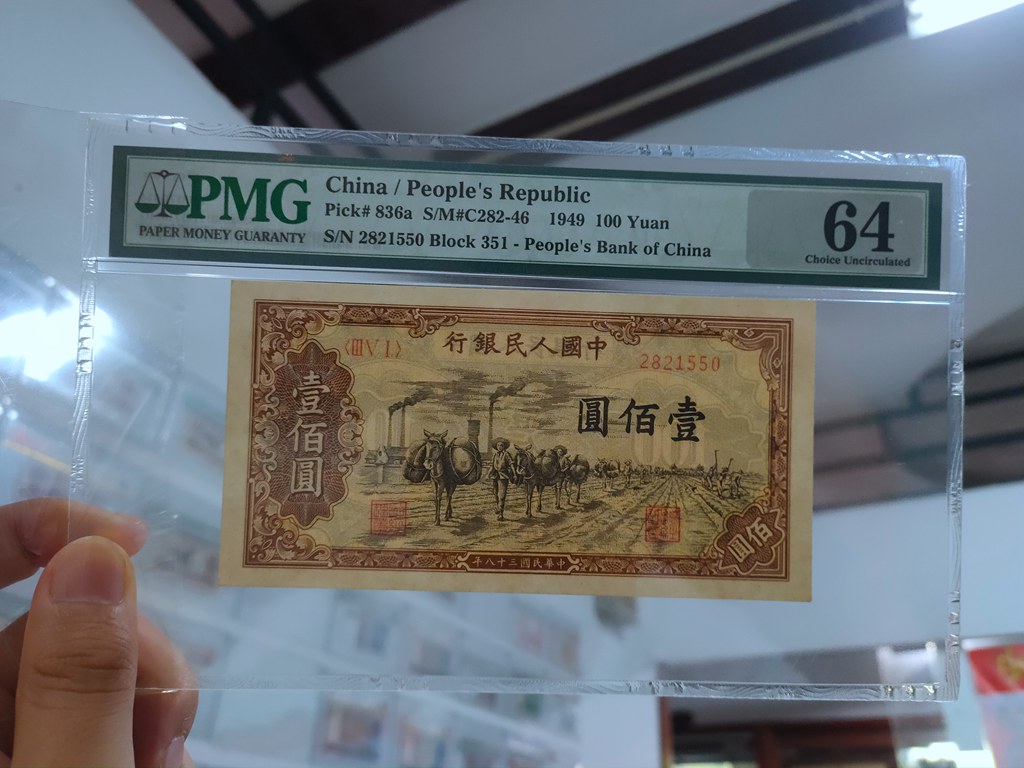 PMG
PAPER MONEY GUARANTY
China / People's Republic
Pick# 836a S/M#C282-46 1949 100 Yuan
S/N 2821550 Block 351 - People's Bank of China
64
Choice Uncirculated
行銀民人國中
〈III V I〉
2821550
壹佰圓
圓佰壹
圓佰
年八十三國民華中